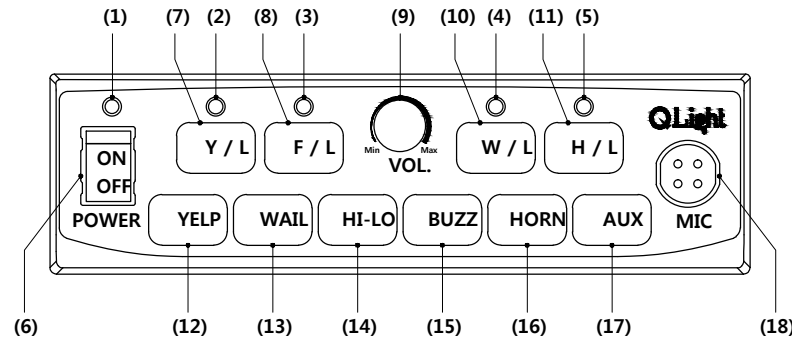 (1) (7) (2) (8) (3) (9) (10) (4) (11) (5)
QLight
Y / L F / L W / L H / L
Min Max
VOL.
ON
OFF
POWER YELP WAIL HI-LO BUZZ HORN AUX MIC
(6) (12) (13) (14) (15) (16) (17) (18)